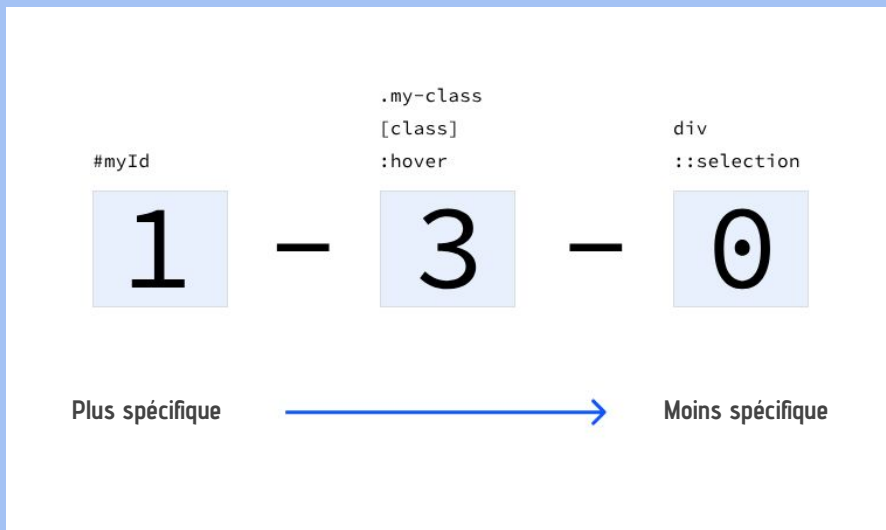 .my-class
[class]
:hover
div
::selection
#myId
1 - 3 - 0
Plus spécifique
Moins spécifique